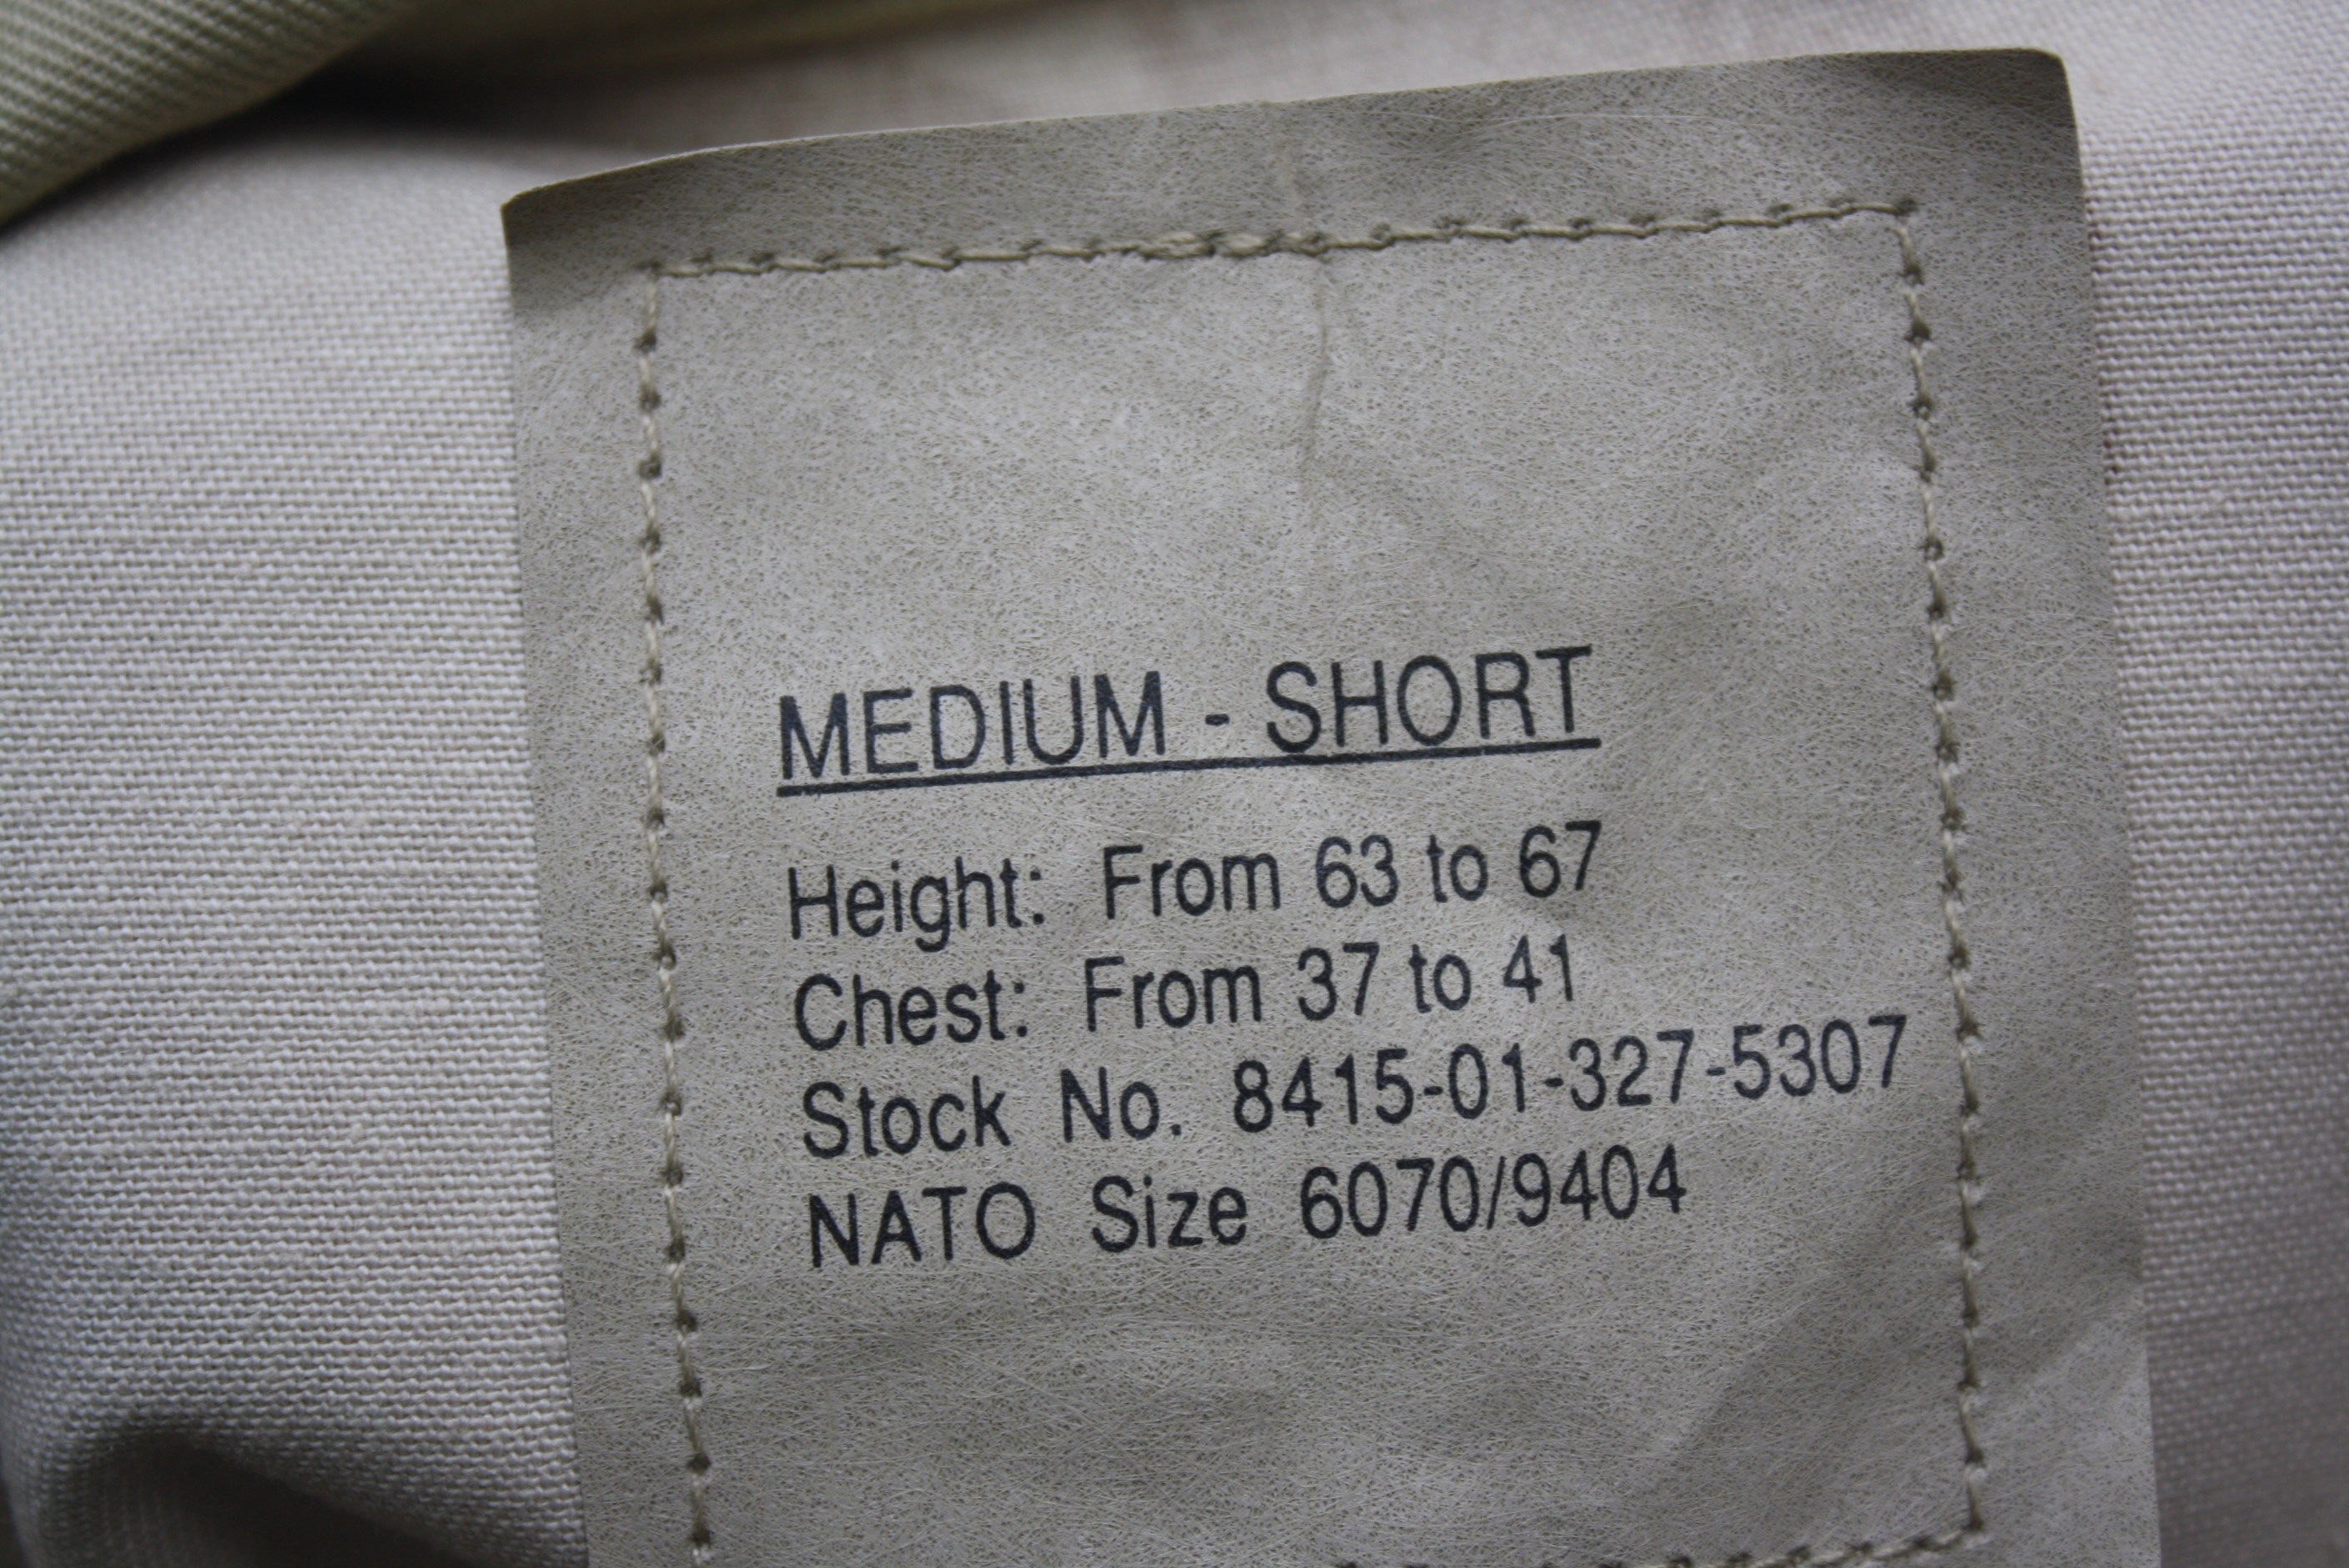 MEDIUM - SHORT
Height: From 63 to 67
Chest: From 37 to 41
Stock No. 8415-01-327-5307
NATO Size 6070/9404